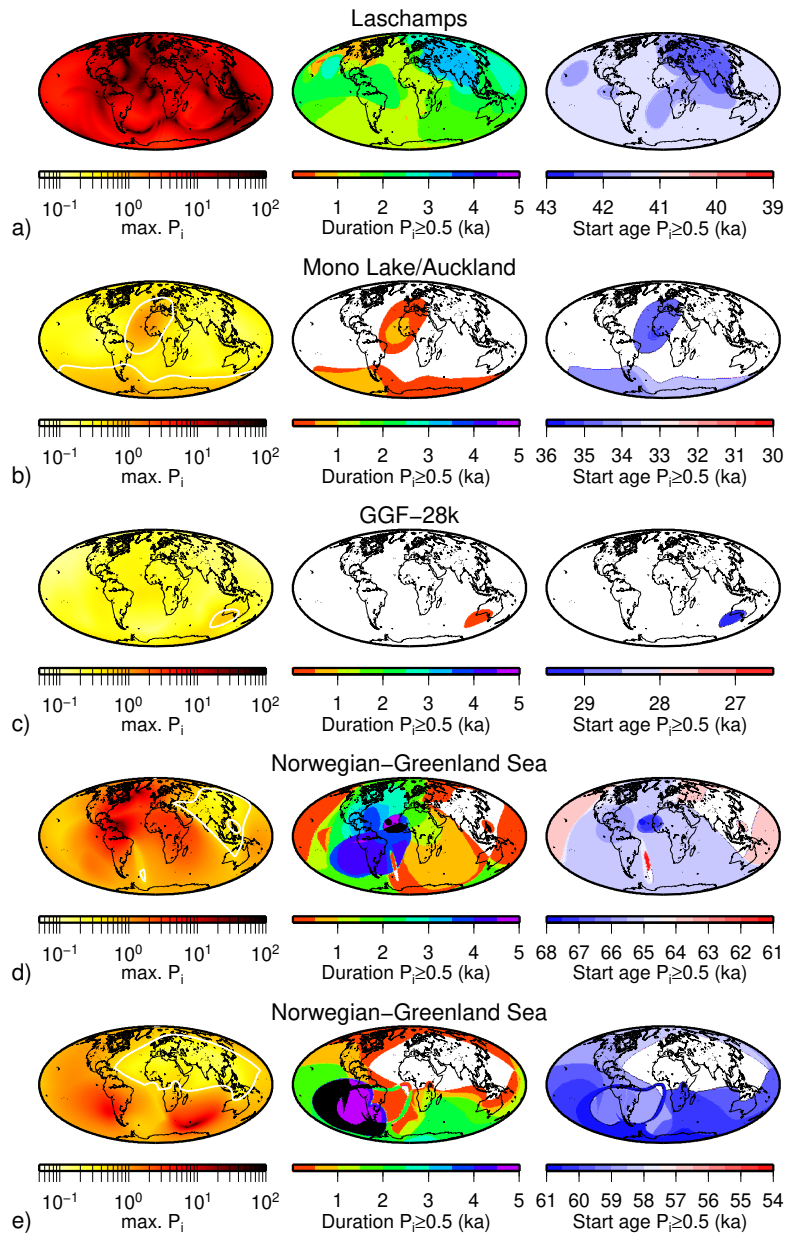 Laschamps
10⁻¹ 10⁰ 10¹ 10² 1 2 3 4 5 43 42 41 40 39
a) max. Pᵢ Duration Pᵢ≥0.5 (ka) Start age Pᵢ≥0.5 (ka)
Mono Lake/Auckland
10⁻¹ 10⁰ 10¹ 10² 1 2 3 4 5 36 35 34 33 32 31 30
b) max. Pᵢ Duration Pᵢ≥0.5 (ka) Start age Pᵢ≥0.5 (ka)
GGF−28k
10⁻¹ 10⁰ 10¹ 10² 1 2 3 4 5 29 28 27
c) max. Pᵢ Duration Pᵢ≥0.5 (ka) Start age Pᵢ≥0.5 (ka)
Norwegian−Greenland Sea
10⁻¹ 10⁰ 10¹ 10² 1 2 3 4 5 68 67 66 65 64 63 62 61
d) max. Pᵢ Duration Pᵢ≥0.5 (ka) Start age Pᵢ≥0.5 (ka)
Norwegian−Greenland Sea
10⁻¹ 10⁰ 10¹ 10² 1 2 3 4 5 61 60 59 58 57 56 55 54
e) max. Pᵢ Duration Pᵢ≥0.5 (ka) Start age Pᵢ≥0.5 (ka)